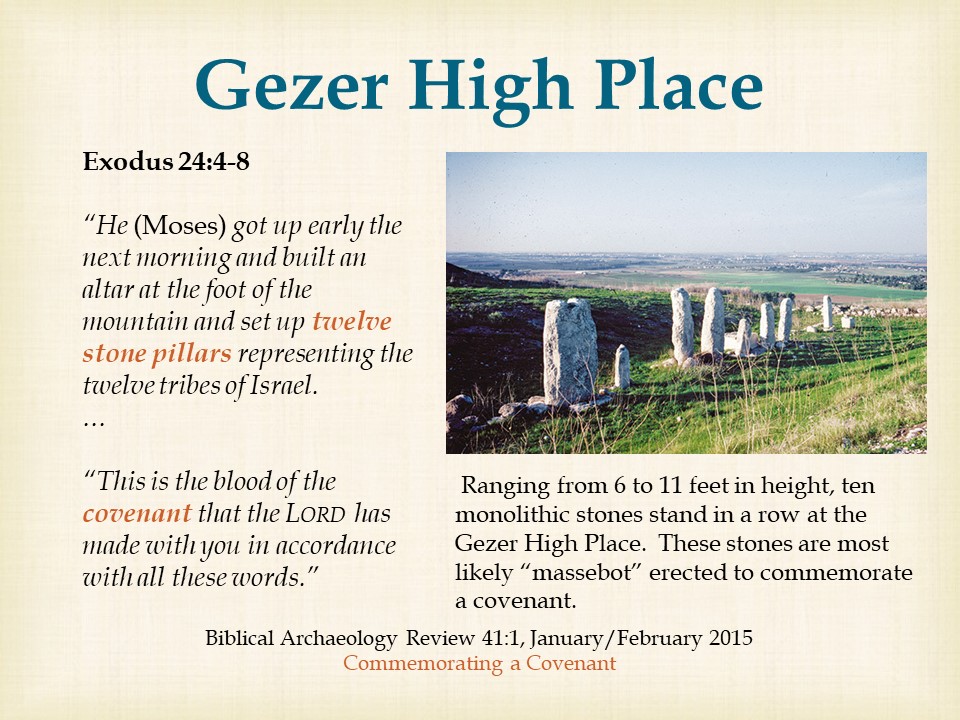 Gezer High Place
Exodus 24:4-8
“He (Moses) got up early the
next morning and built an
altar at the foot of the
mountain and set up twelve
stone pillars representing the
twelve tribes of Israel.
…
“This is the blood of the
covenant that the LORD has
made with you in accordance
with all these words.”
Ranging from 6 to 11 feet in height, ten
monolithic stones stand in a row at the
Gezer High Place.  These stones are most
likely “massebot” erected to commemorate
a covenant.
Biblical Archaeology Review 41:1, January/February 2015
Commemorating a Covenant